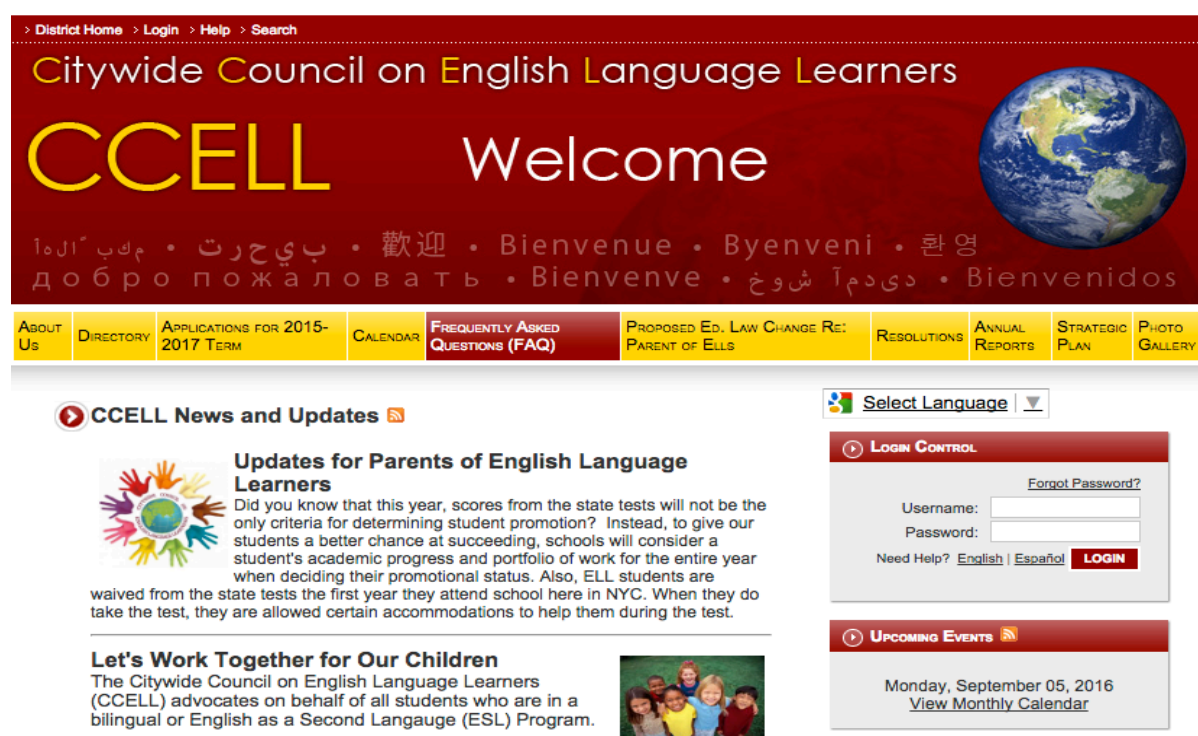 > District Home > Login > Help > Search
Citywide Council on English Language Learners
CCELL Welcome
مكب ًالهأ • بيحرت • 歡迎 • Bienvenue • Byenveni • 환영
добро пожаловать • Bienvenve • ديدمآ شوخ • Bienvenidos
About Us
Directory
Applications for 2015-
2017 Term
Calendar
Frequently Asked
Questions (FAQ)
Proposed Ed. Law Change Re:
Parent of Ells
Resolutions
Annual
Reports
Strategic
Plan
Photo
Gallery
CCELL News and Updates
Updates for Parents of English Language
Learners
Did you know that this year, scores from the state tests will not be the
only criteria for determining student promotion? Instead, to give our
students a better chance at succeeding, schools will consider a
student's academic progress and portfolio of work for the entire year
when deciding their promotional status. Also, ELL students are
waived from the state tests the first year they attend school here in NYC. When they do
take the test, they are allowed certain accommodations to help them during the test.
Let's Work Together for Our Children
The Citywide Council on English Language Learners
(CCELL) advocates on behalf of all students who are in a
bilingual or English as a Second Langauge (ESL) Program.
Select Language | ▼
Login Control
Forgot Password?
Username:
Password:
Need Help? English | Español LOGIN
Upcoming Events
Monday, September 05, 2016
View Monthly Calendar